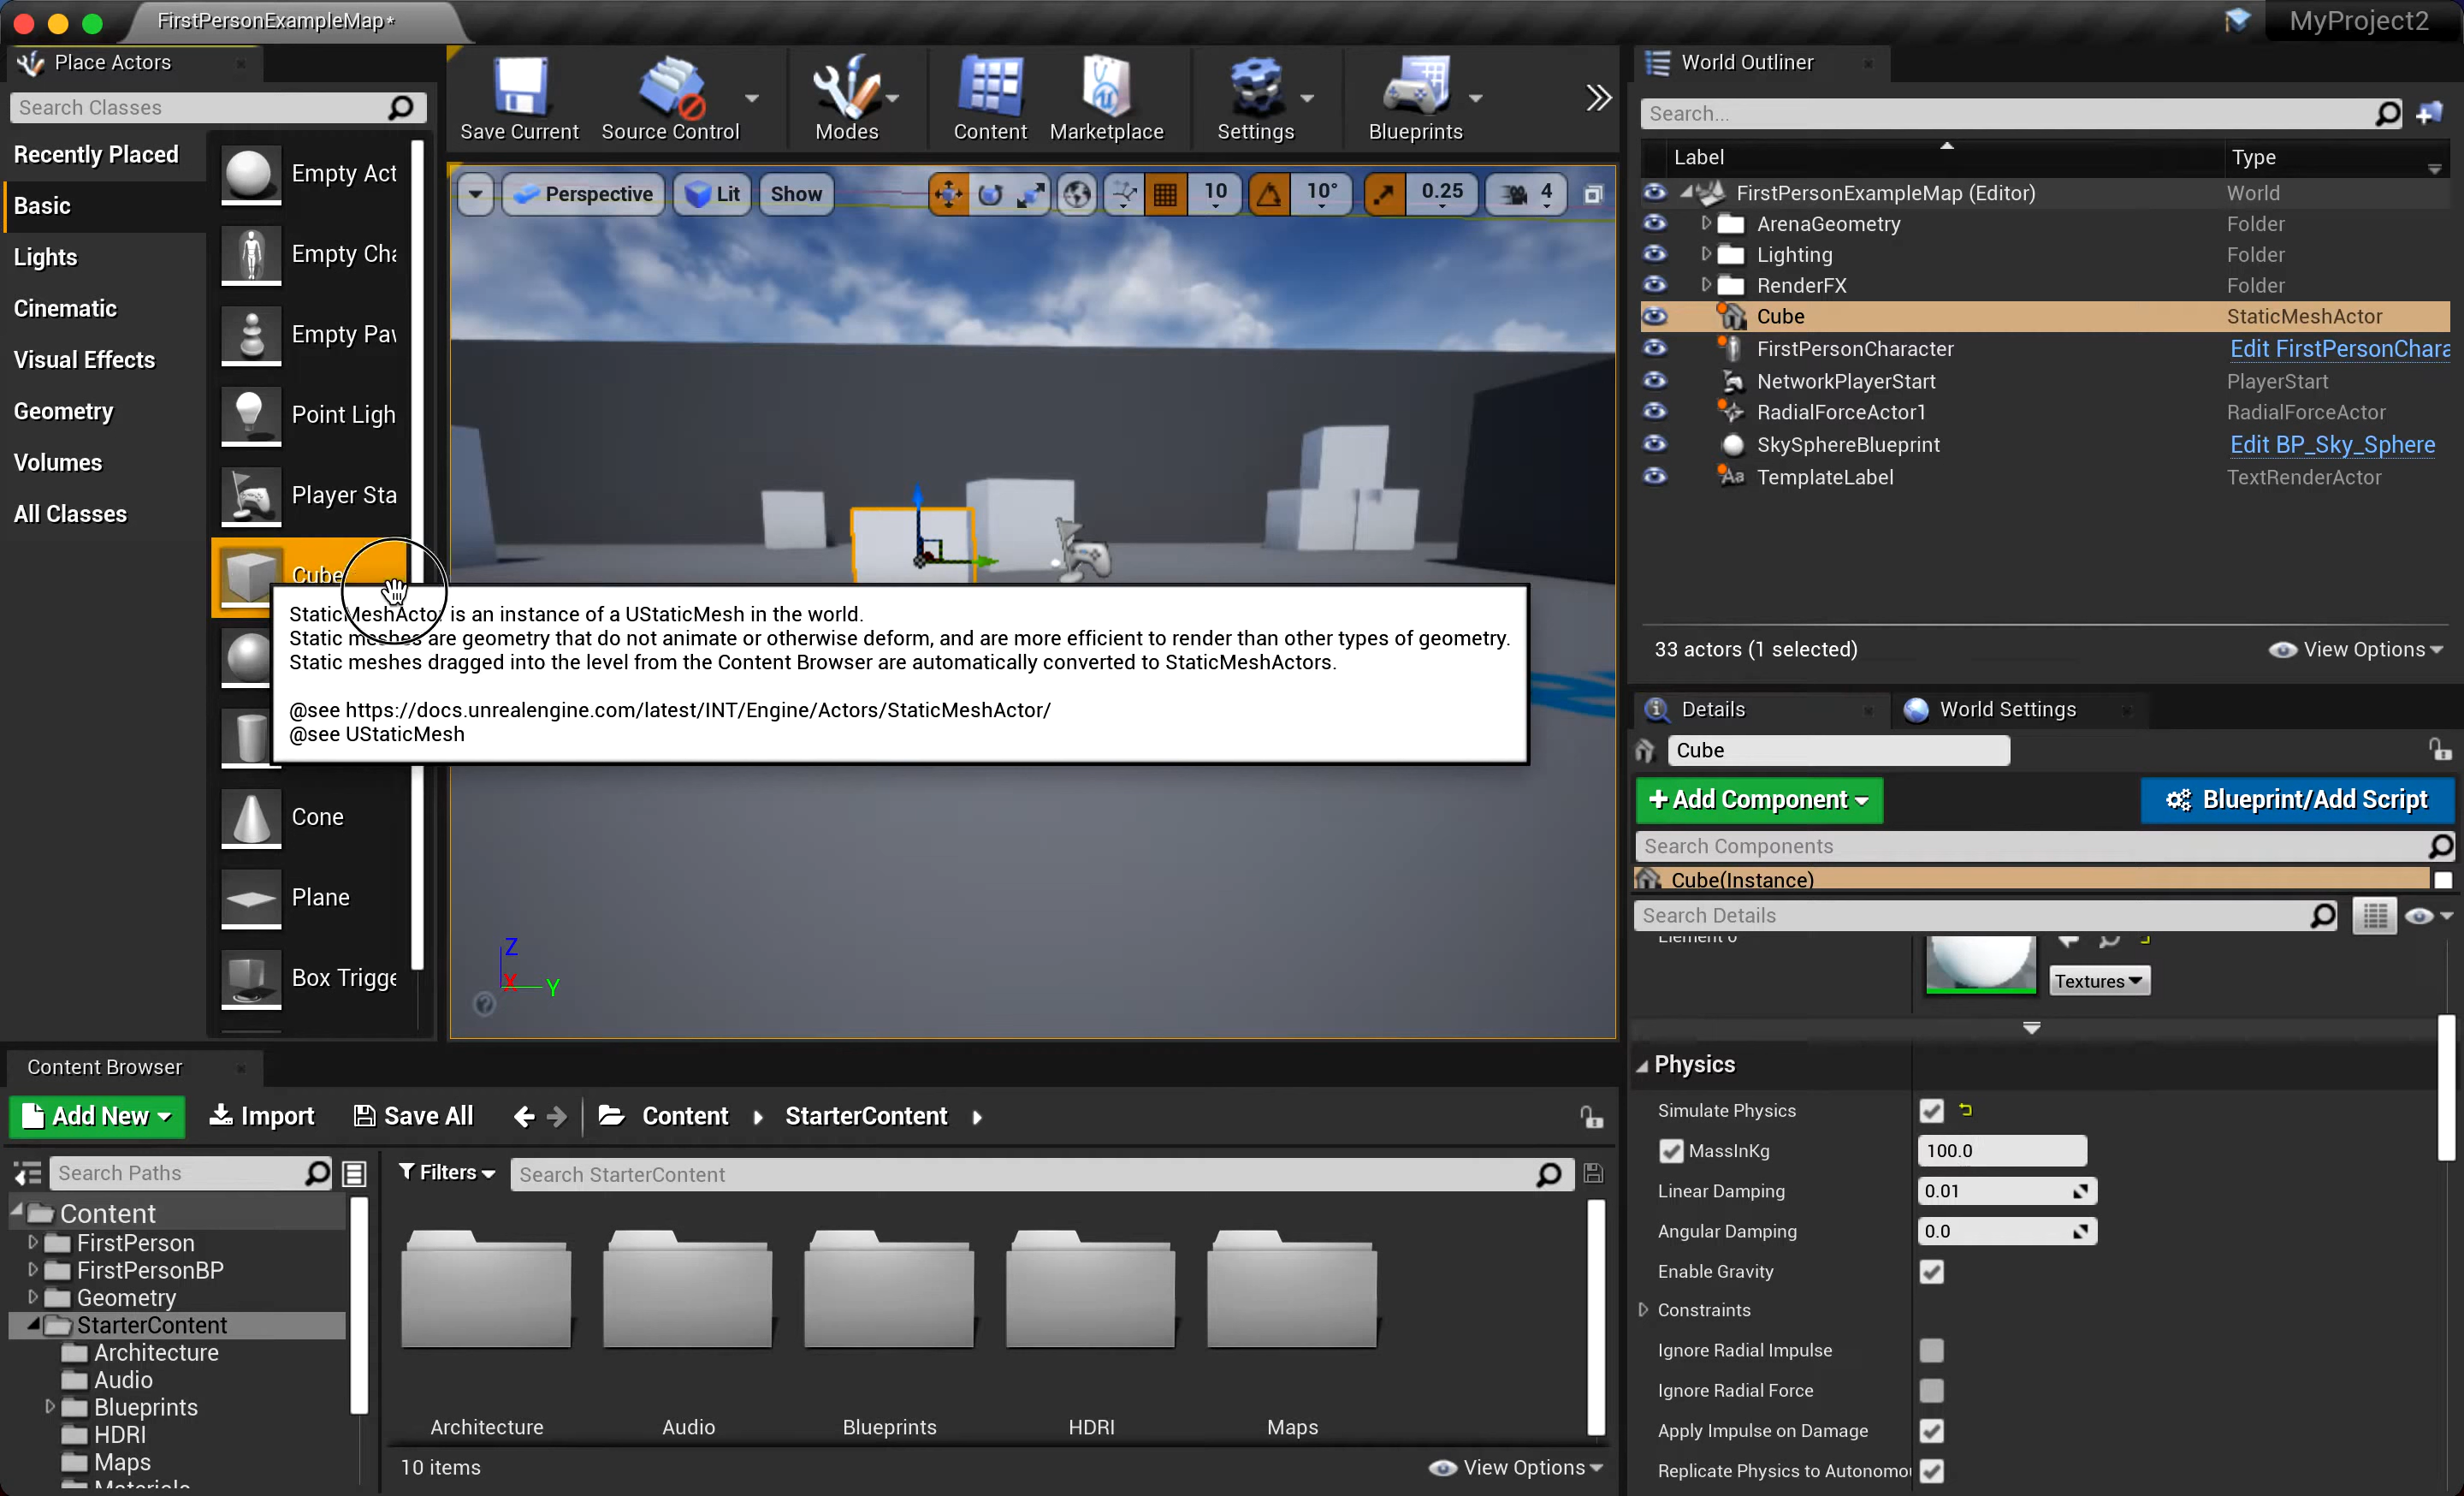 FirstPersonExampleMap*
MyProject2
Place Actors
Search Classes
Recently Placed
Basic
Lights
Cinematic
Visual Effects
Geometry
Volumes
All Classes
Empty Act
Empty Cha
Empty Pav
Point Ligh
Player Sta
Cube
Cone
Plane
Box Trigge
Save Current
Source Control
Modes
Content
Marketplace
Settings
Blueprints
Perspective
Lit
Show
10
10°
0.25
4
StaticMeshActor is an instance of a UStaticMesh in the world.
Static meshes are geometry that do not animate or otherwise deform, and are more efficient to render than other types of geometry.
Static meshes dragged into the level from the Content Browser are automatically converted to StaticMeshActors.
@see https://docs.unrealengine.com/latest/INT/Engine/Actors/StaticMeshActor/
@see UStaticMesh
Z
X
Y
World Outliner
Search...
Label Type
FirstPersonExampleMap (Editor) World
ArenaGeometry Folder
Lighting Folder
RenderFX Folder
Cube StaticMeshActor
FirstPersonCharacter Edit FirstPersonChara
NetworkPlayerStart PlayerStart
RadialForceActor1 RadialForceActor
SkySphereBlueprint Edit BP_Sky_Sphere
Aa TemplateLabel TextRenderActor
33 actors (1 selected) View Options
Details
World Settings
Cube
+Add Component
Blueprint/Add Script
Search Components
Cube(Instance)
Search Details
Element 0
Textures
Physics
Simulate Physics
MassInKg 100.0
Linear Damping 0.01
Angular Damping 0.0
Enable Gravity
Constraints
Ignore Radial Impulse
Ignore Radial Force
Apply Impulse on Damage
Replicate Physics to Autonomou
Content Browser
Add New
Import
Save All
Content
StarterContent
Search Paths
Filters
Search StarterContent
Content
FirstPerson
FirstPersonBP
Geometry
StarterContent
Architecture
Audio
Blueprints
HDRI
Maps
Materials
Architecture
Audio
Blueprints
HDRI
Maps
10 items
View Options